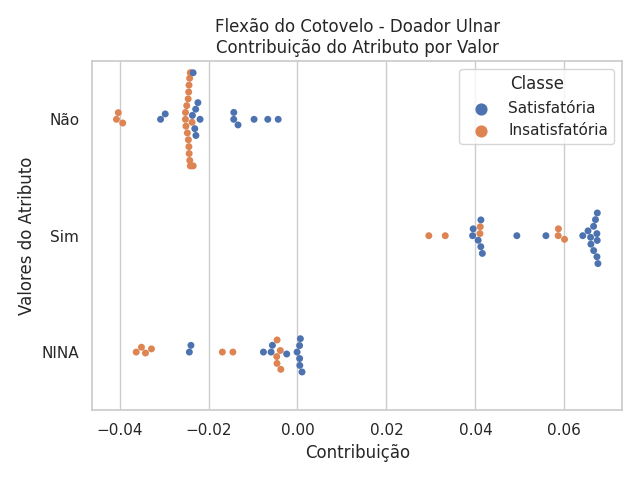 Flexão do Cotovelo - Doador Ulnar
Contribuição do Atributo por Valor
Classe
Satisfatória
Insatisfatória
Valores do Atributo
Não
Sim
NINA
−0.04
−0.02
0.00
0.02
0.04
0.06
Contribuição